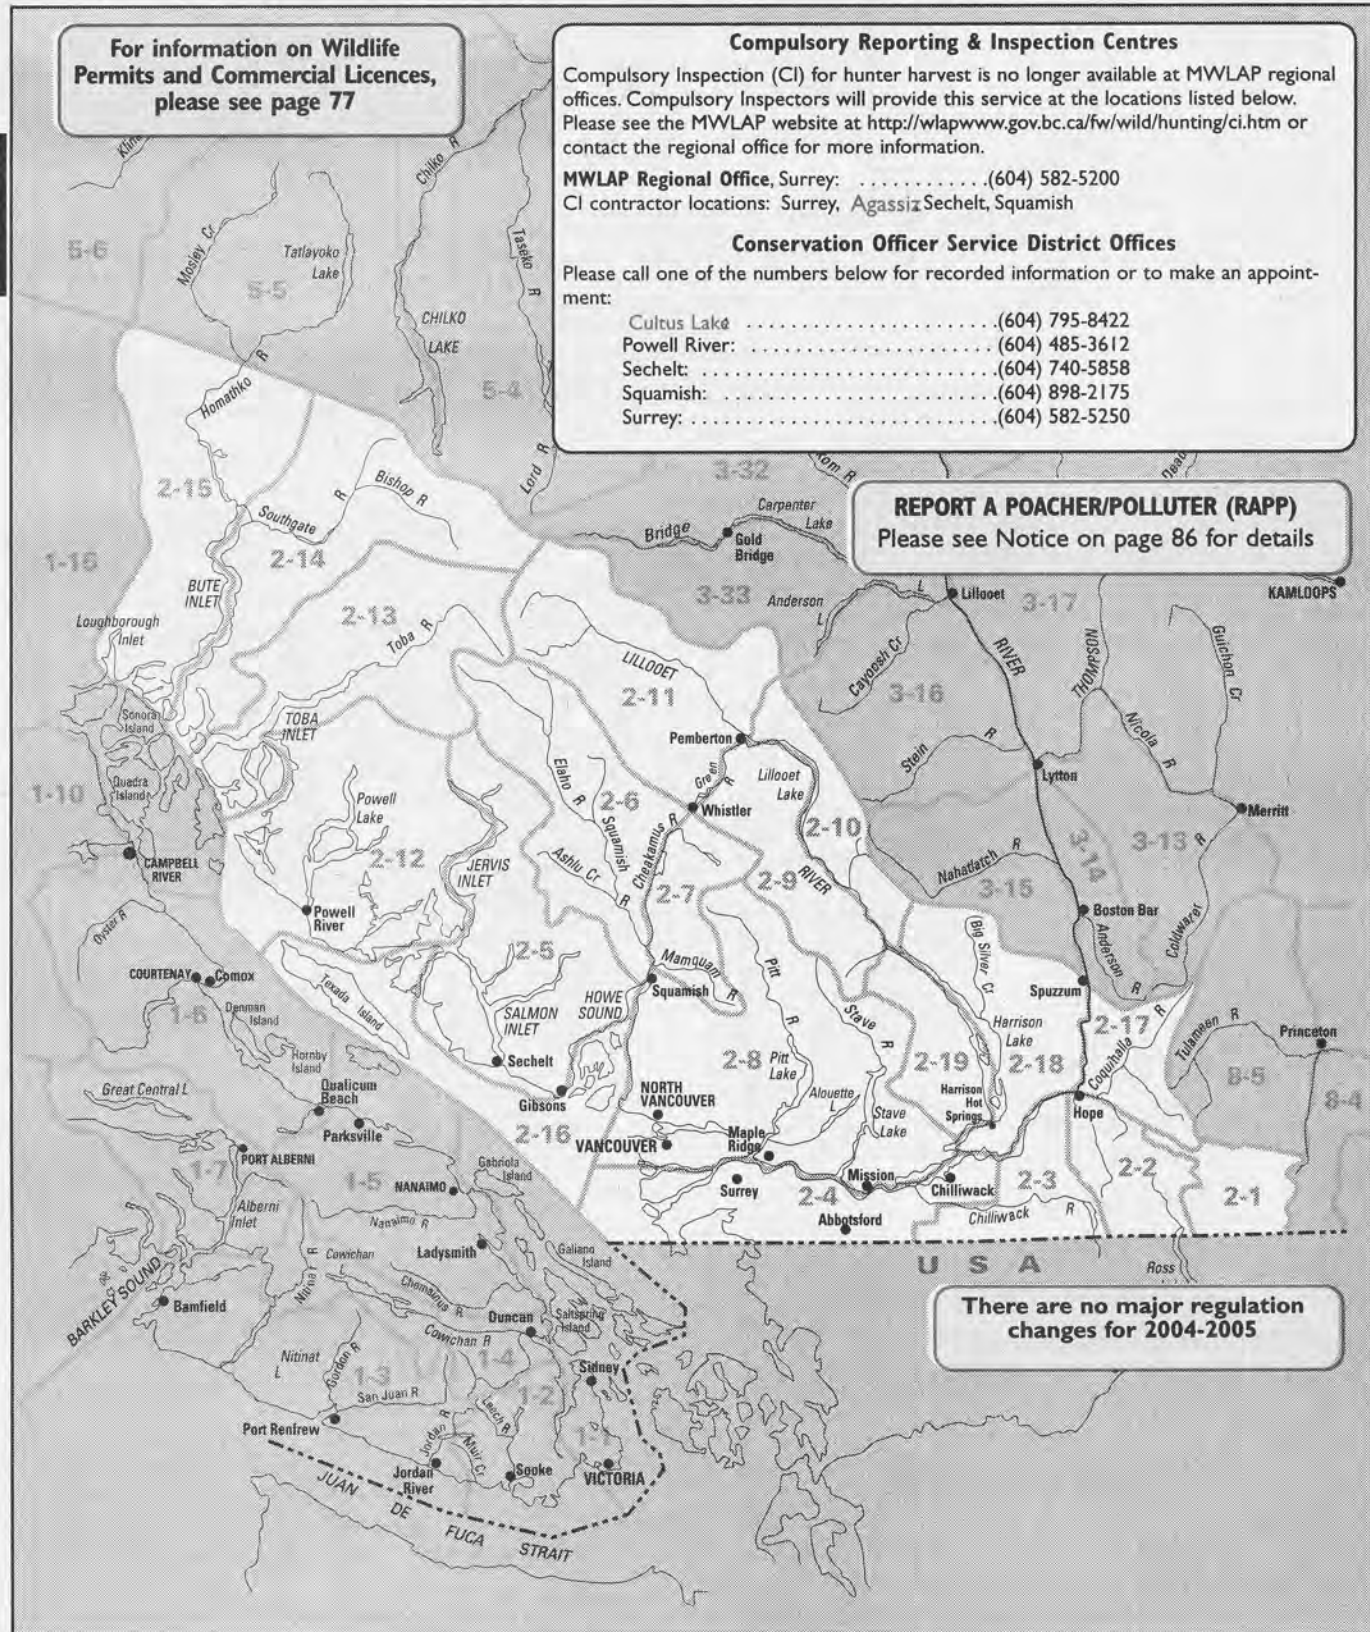 For information on Wildlife
Permits and Commercial Licences,
please see page 77
Compulsory Reporting & Inspection Centres
Compulsory Inspection (CI) for hunter harvest is no longer available at MWLAP regional
offices. Compulsory Inspectors will provide this service at the locations listed below.
Please see the MWLAP website at http://wlapwww.gov.bc.ca/fw/wild/hunting/ci.htm or
contact the regional office for more information.
MWLAP Regional Office, Surrey: ............(604) 582-5200
CI contractor locations: Surrey, Agassiz Sechelt, Squamish
Conservation Officer Service District Offices
Please call one of the numbers below for recorded information or to make an appoint-
ment:
Cultus Lake ........................(604) 795-8422
Powell River: .......................(604) 485-3612
Sechelt: ............................(604) 740-5858
Squamish: ..........................(604) 898-2175
Surrey: .............................(604) 582-5250
REPORT A POACHER/POLLUTER (RAPP)
Please see Notice on page 86 for details
Chilko R
Taseko R
Mosley Cr
Tatlayoko
Lake
5-6
5-5
CHILKO
LAKE
5-4
Homathko R
Lord R
3-32
2-15
Bishop R
Southgate R
2-14
Bridge
Gold
Bridge
Carpenter
Lake
1-15
BUTE
INLET
2-13
Toba R
3-33
Anderson
L
L
Lillooet
3-17
KAMLOOPS
Loughborough
Inlet
LILLOOET
2-11
Cayoosh Cr
RIVER
THOMPSON
Guichon Cr
3-16
Sonora
Island
TOBA
INLET
Pemberton
Stein R
Nicola R
Green R
Lillooet
Lake
Lytton
1-10
Quadra
Island
Powell
Lake
Elaho R
2-6
Squamish R
Whistler
2-10
Merritt
2-12
JERVIS
INLET
Ashlu Cr
Cheakamus R
CAMPBELL
RIVER
2-7
2-9
RIVER
Nahatlatch R
3-15
3-14
3-13
Powell
River
Boston Bar
Coldwater R
Oyster R
2-5
Mamquam R
Pitt R
Big Silver Cr
Anderson R
COURTENAY
Comox
Texada
Island
Squamish
Spuzzum
1-6
Denman
Island
SALMON
INLET
HOWE
SOUND
Stave R
Harrison
Lake
2-17
Tulameen R
Princeton
Hornby
Island
Sechelt
2-8
Pitt
Lake
2-19
2-18
Coquihalla R
8-5
8-4
Great Central L
Qualicum
Beach
Gibsons
NORTH
VANCOUVER
Alouette
L
Harrison
Hot
Springs
Hope
Parksville
2-16
VANCOUVER
Maple
Ridge
Stave
Lake
1-7
PORT ALBERNI
1-5
Gabriola
Island
NANAIMO
Surrey
2-4
Mission
Chilliwack
2-3
2-2
2-1
Alberni
Inlet
Nanaimo R
Abbotsford
Chilliwack R
Cowichan
L
Ladysmith
Galiano
Island
U S A
Ross
BARKLEY SOUND
Bamfield
Nitinat R
Chemainus R
Saltspring
Island
There are no major regulation
changes for 2004-2005
Duncan
Cowichan R
Nitinat
L
Gordon R
1-3
1-4
1-2
Sidney
San Juan R
Leech R
Port Renfrew
Jordan R
Muir Cr
1-1
Jordan
River
Sooke
VICTORIA
JUAN DE FUCA STRAIT